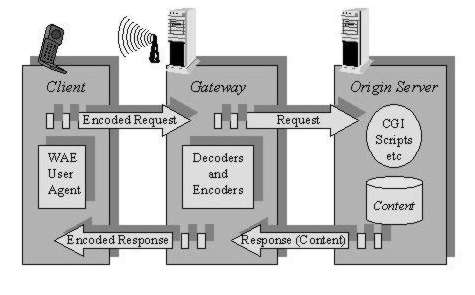 Client
Gateway
Origin Server
Encoded Request
Request
CGI
Scripts
etc
WAE
User
Agent
Decoders
and
Encoders
Content
Encoded Response
Response (Content)